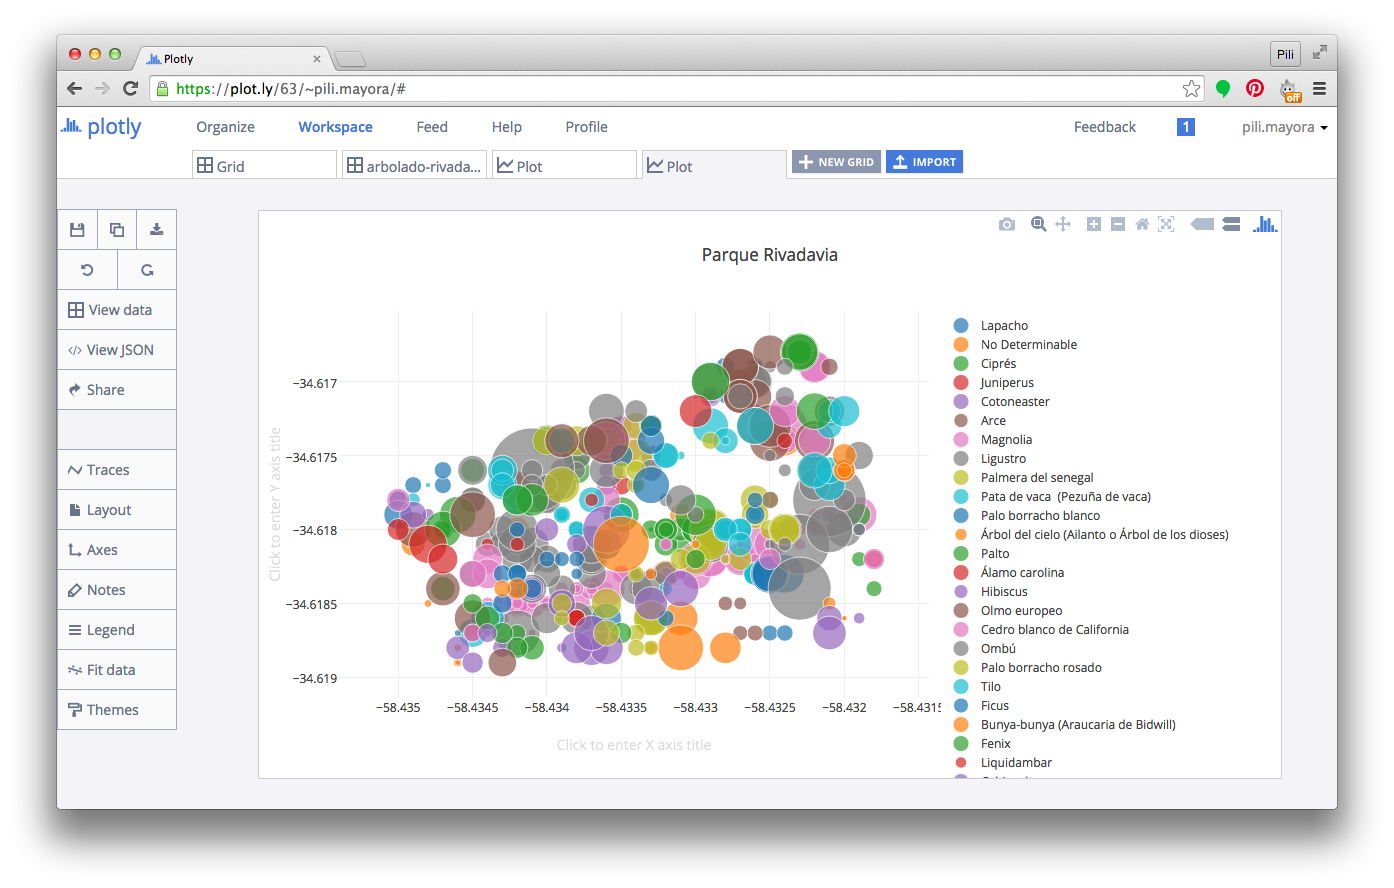 Plotly
Pili
https://plot.ly/63/~pili.mayora/#
off
plotly
Organize
Workspace
Feed
Help
Profile
Feedback
1
pili.mayora
Grid
arbolado-rivada...
Plot
Plot
NEW GRID
IMPORT
View data
View JSON
Share
Traces
Layout
Axes
Notes
Legend
Fit data
Themes
Parque Rivadavia
Click to enter Y axis title
−34.617
−34.6175
−34.618
−34.6185
−34.619
−58.435
−58.4345
−58.434
−58.4335
−58.433
−58.4325
−58.432
−58.4315
Click to enter X axis title
Lapacho
No Determinable
Ciprés
Juniperus
Cotoneaster
Arce
Magnolia
Ligustro
Palmera del senegal
Pata de vaca (Pezuña de vaca)
Palo borracho blanco
Árbol del cielo (Ailanto o Árbol de los dioses)
Palto
Álamo carolina
Hibiscus
Olmo europeo
Cedro blanco de California
Ombú
Palo borracho rosado
Tilo
Ficus
Bunya-bunya (Araucaria de Bidwill)
Fenix
Liquidambar